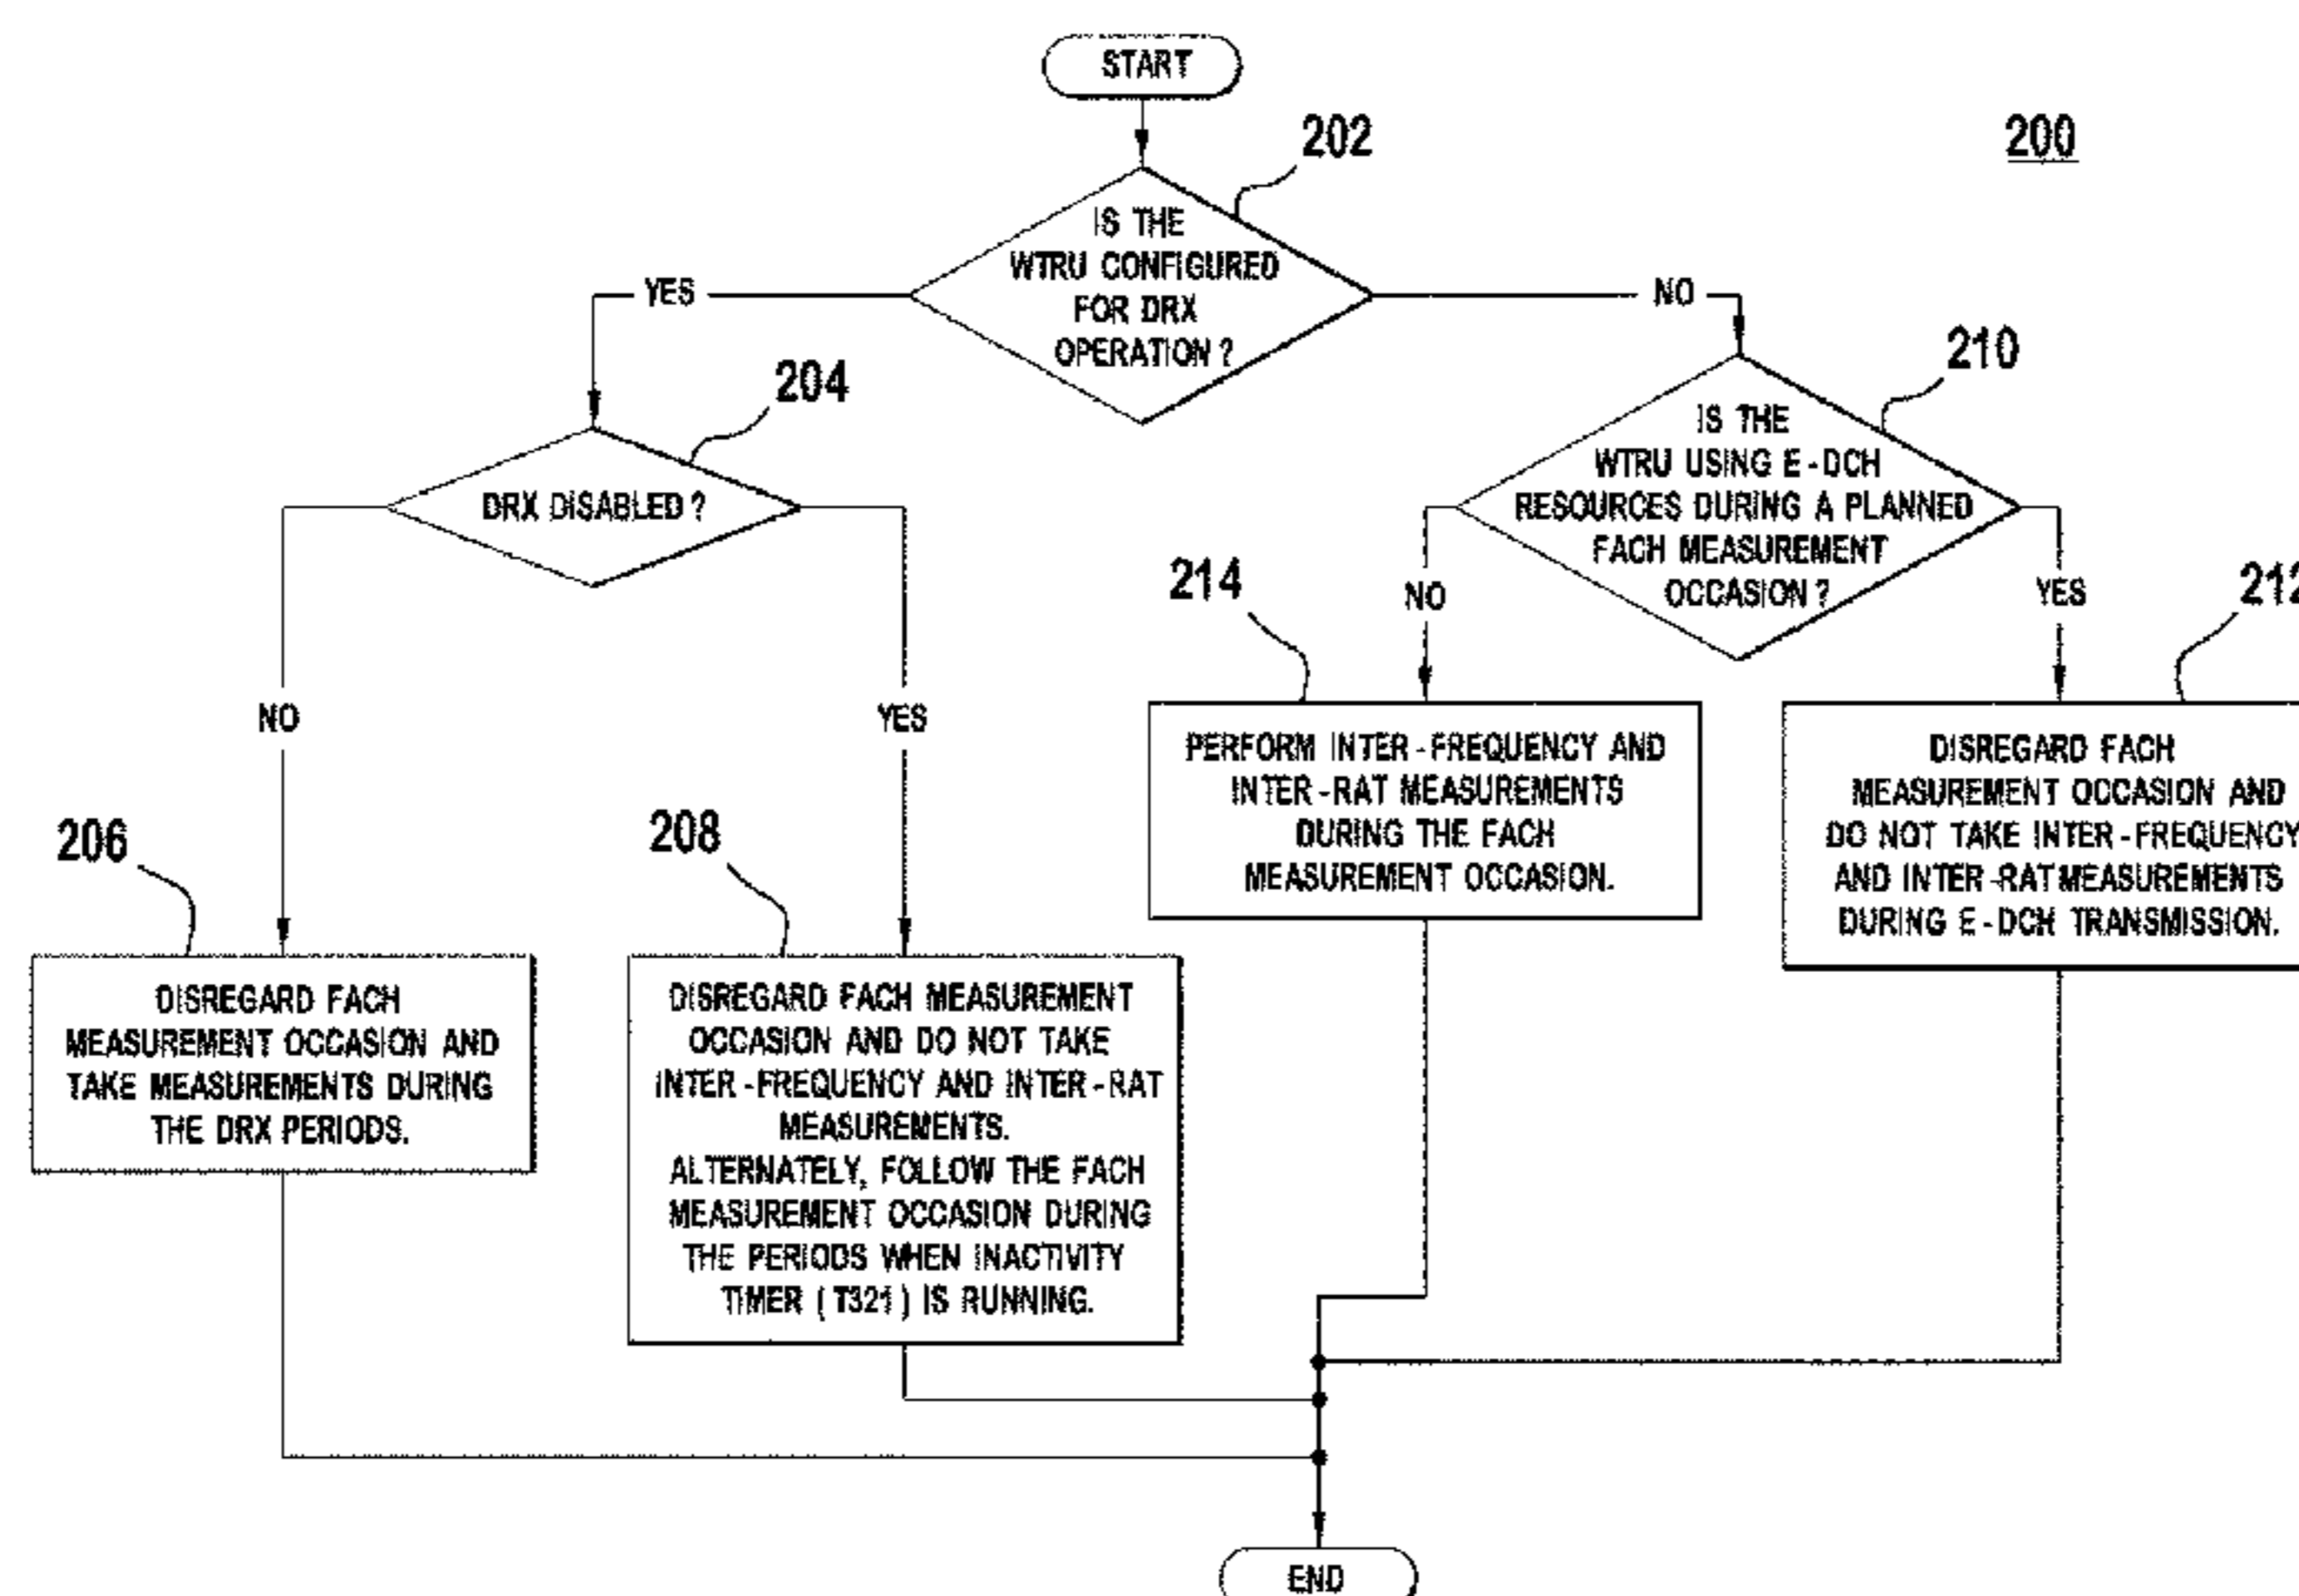 START
202
200
IS THE
WTRU CONFIGURED
FOR DRX
OPERATION?
YES
NO
204
DRX DISABLED?
210
IS THE
WTRU USING E-DCH
RESOURCES DURING A PLANNED
FACH MEASUREMENT
OCCASION?
NO
YES
NO
YES
214
PERFORM INTER-FREQUENCY AND
INTER-RAT MEASUREMENTS
DURING THE FACH
MEASUREMENT OCCASION.
212
DISREGARD FACH
MEASUREMENT OCCASION AND
DO NOT TAKE INTER-FREQUENCY
AND INTER-RAT MEASUREMENTS
DURING E-DCH TRANSMISSION.
206
DISREGARD FACH
MEASUREMENT OCCASION AND
TAKE MEASUREMENTS DURING
THE DRX PERIODS.
208
DISREGARD FACH MEASUREMENT
OCCASION AND DO NOT TAKE
INTER-FREQUENCY AND INTER-RAT
MEASUREMENTS.
ALTERNATELY, FOLLOW THE FACH
MEASUREMENT OCCASION DURING
THE PERIODS WHEN INACTIVITY
TIMER (T321) IS RUNNING.
END